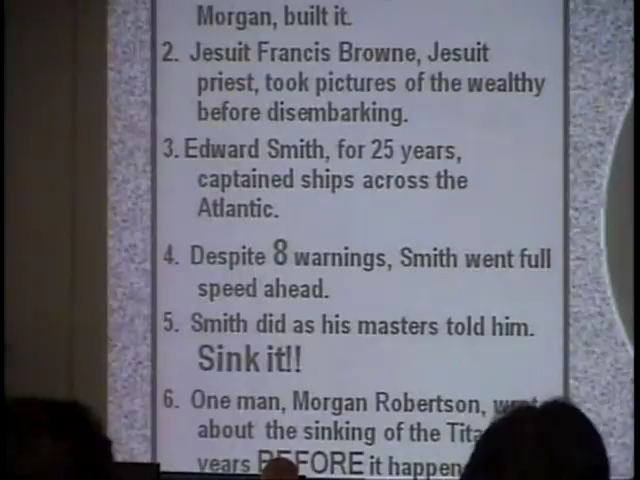 Morgan, built it.
2. Jesuit Francis Browne, Jesuit
priest, took pictures of the wealthy
before disembarking.
3. Edward Smith, for 25 years,
captained ships across the
Atlantic.
4. Despite 8 warnings, Smith went full
speed ahead.
5. Smith did as his masters told him.
Sink it!!
6. One man, Morgan Robertson,
about the sinking of the
years BEFORE it